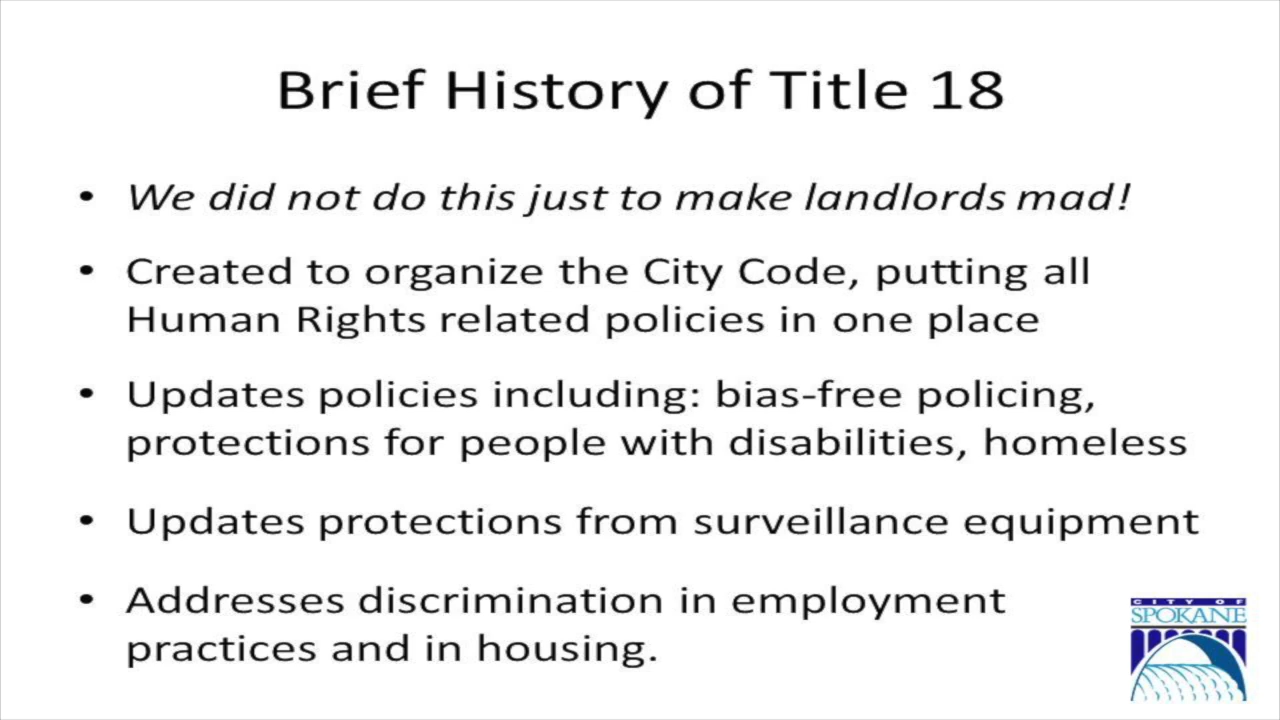 Brief History of Title 18
• We did not do this just to make landlords mad!
• Created to organize the City Code, putting all
Human Rights related policies in one place
• Updates policies including: bias-free policing,
protections for people with disabilities, homeless
• Updates protections from surveillance equipment
• Addresses discrimination in employment
practices and in housing.
CITY OF
SPOKANE